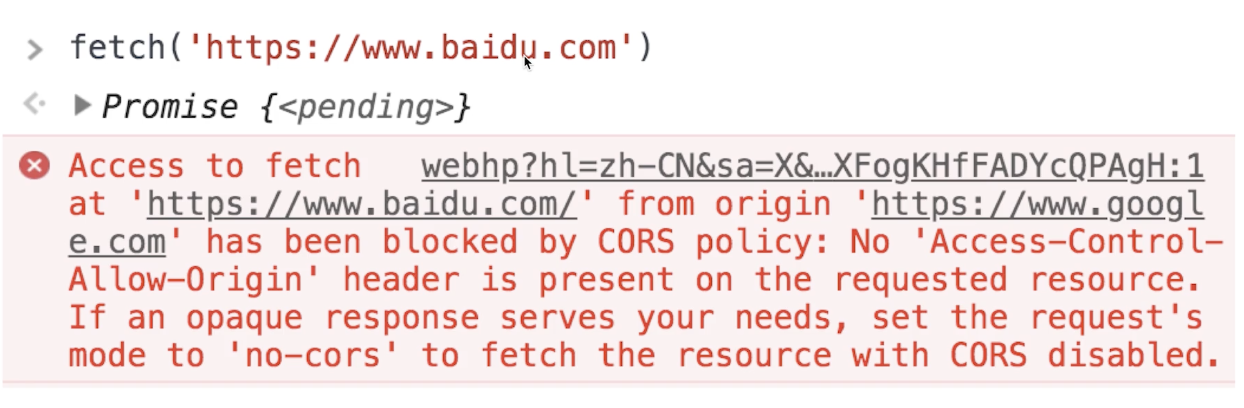 > fetch('https://www.baidu.com')
Promise {<pending>}
Access to fetch webhp?hl=zh-CN&sa=X&…XFogKHfFADYcQPAgH:1
at 'https://www.baidu.com/' from origin 'https://www.googl
e.com' has been blocked by CORS policy: No 'Access-Control-
Allow-Origin' header is present on the requested resource.
If an opaque response serves your needs, set the request's
mode to 'no-cors' to fetch the resource with CORS disabled.